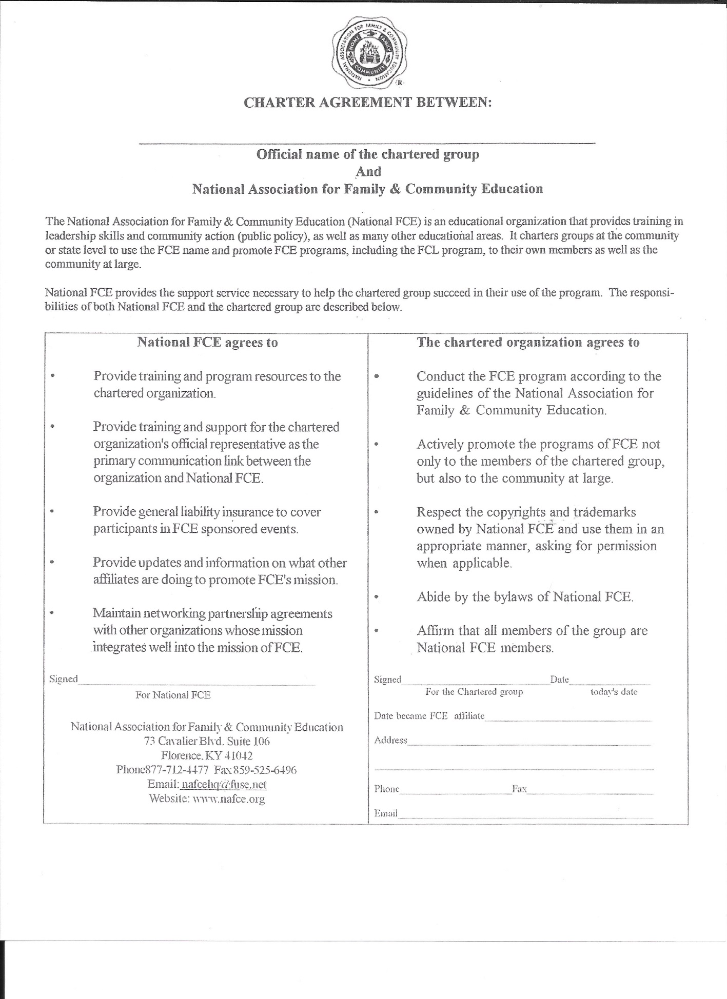 NATIONAL ASSOCIATION FOR FAMILY & COMMUNITY EDUCATION
HOME FAMILY
COMMUNITY
(R)
CHARTER AGREEMENT BETWEEN:
Official name of the chartered group
And
National Association for Family & Community Education
The National Association for Family & Community Education (National FCE) is an educational organization that provides training in
leadership skills and community action (public policy), as well as many other educational areas. It charters groups at the community
or state level to use the FCE name and promote FCE programs, including the FCL program, to their own members as well as the
community at large.
National FCE provides the support service necessary to help the chartered group succeed in their use of the program. The responsi-
bilities of both National FCE and the chartered group are described below.
National FCE agrees to
• Provide training and program resources to the
chartered organization.
• Provide training and support for the chartered
organization's official representative as the
primary communication link between the
organization and National FCE.
• Provide general liability insurance to cover
participants in FCE sponsored events.
• Provide updates and information on what other
affiliates are doing to promote FCE's mission.
• Maintain networking partnership agreements
with other organizations whose mission
integrates well into the mission of FCE.
Signed
For National FCE
National Association for Family & Community Education
73 Cavalier Blvd. Suite 106
Florence, KY 41042
Phone877-712-4477 Fax 859-525-6496
Email: nafcehq@fuse.net
Website: www.nafce.org
The chartered organization agrees to
• Conduct the FCE program according to the
guidelines of the National Association for
Family & Community Education.
• Actively promote the programs of FCE not
only to the members of the chartered group,
but also to the community at large.
• Respect the copyrights and trademarks
owned by National FCE and use them in an
appropriate manner, asking for permission
when applicable.
• Abide by the bylaws of National FCE.
• Affirm that all members of the group are
National FCE members.
Signed Date
For the Chartered group today's date
Date became FCE affiliate
Address
Phone Fax
Email